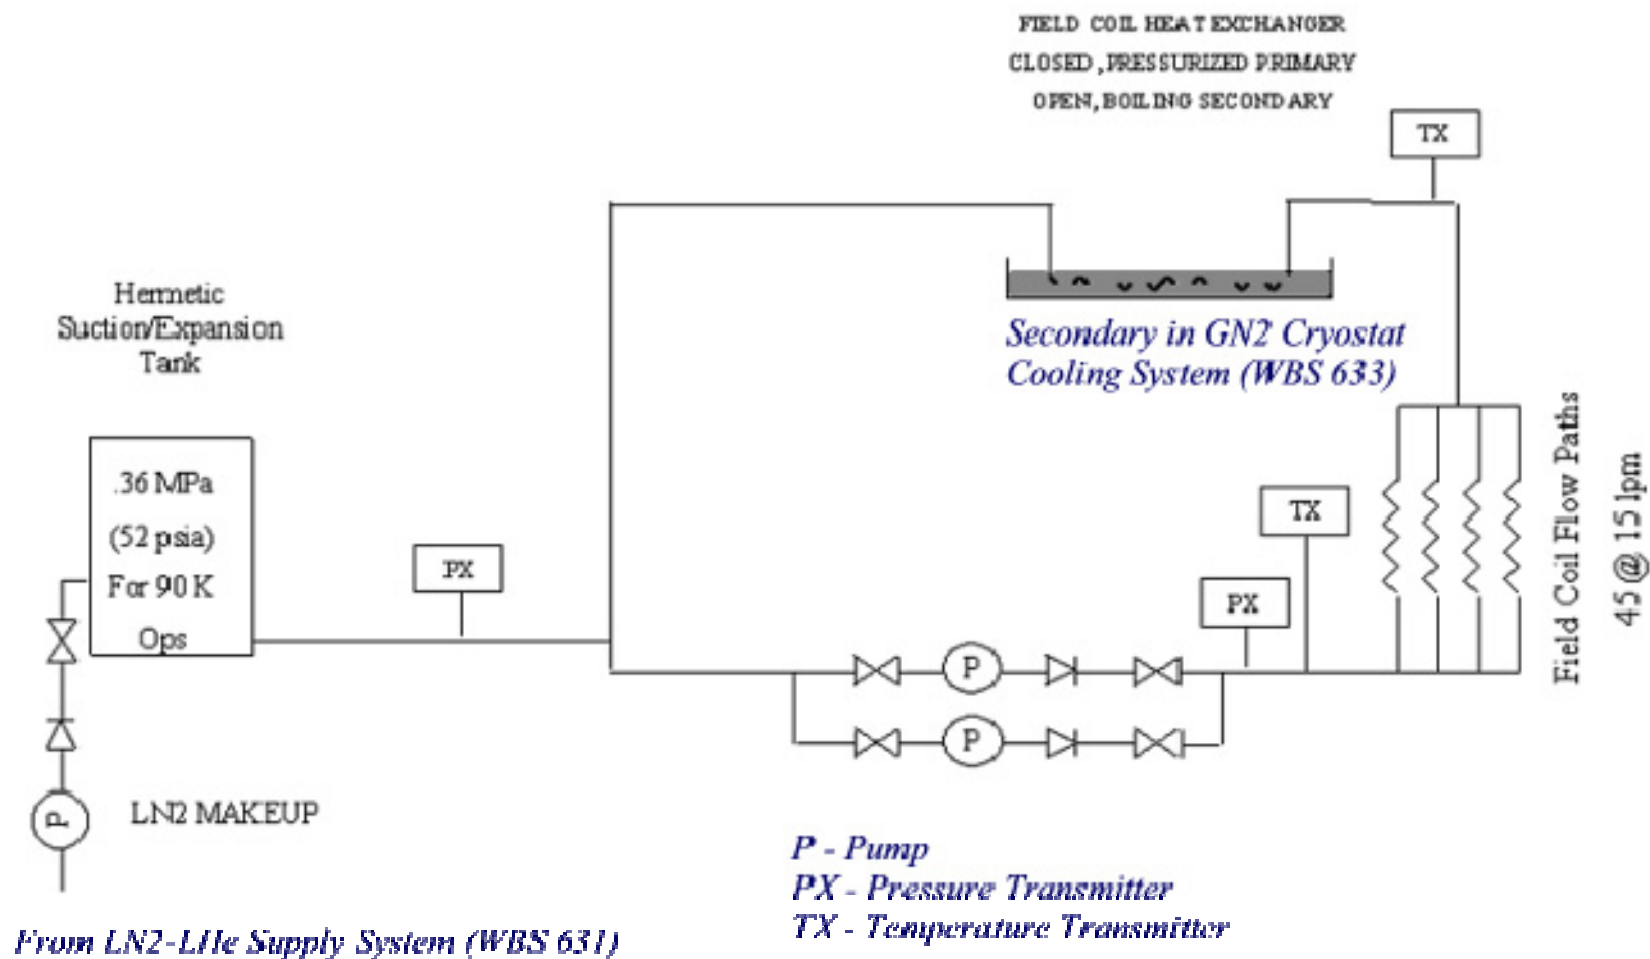 FIELD COIL HEAT EXCHANGER
CLOSED, PRESSURIZED PRIMARY
OPEN, BOILING SECONDARY
TX
Hermetic
Suction/Expansion
Tank
Secondary in GN2 Cryostat
Cooling System (WBS 633)
.36 MPa
(52 psia)
For 90 K
Ops
PX
TX
PX
Field Coil Flow Paths
45 @ 15 lpm
P
P
P
LN2 MAKEUP
P - Pump
PX - Pressure Transmitter
TX - Temperature Transmitter
From LN2-LHe Supply System (WBS 631)